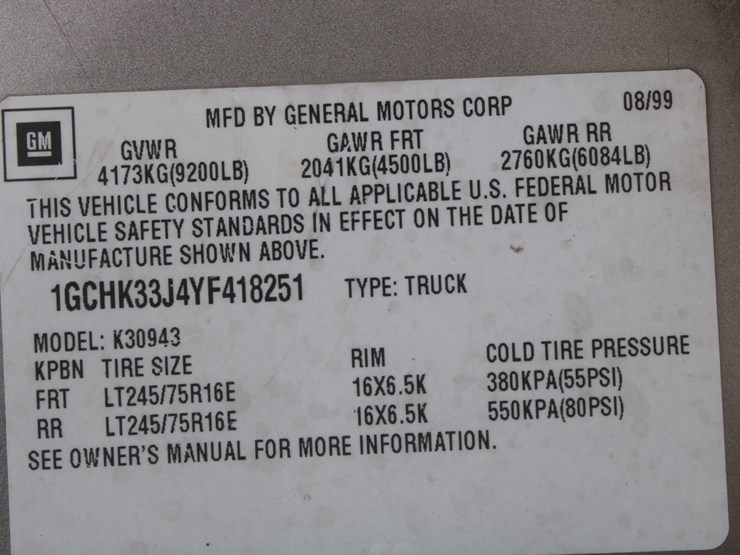 MFD BY GENERAL MOTORS CORP 08/99
GM
GVWR GAWR FRT GAWR RR
4173KG(9200LB) 2041KG(4500LB) 2760KG(6084LB)
THIS VEHICLE CONFORMS TO ALL APPLICABLE U.S. FEDERAL MOTOR
VEHICLE SAFETY STANDARDS IN EFFECT ON THE DATE OF
MANUFACTURE SHOWN ABOVE.
1GCHK33J4YF418251 TYPE: TRUCK
MODEL: K30943
KPBN TIRE SIZE RIM COLD TIRE PRESSURE
FRT LT245/75R16E 16X6.5K 380KPA(55PSI)
RR LT245/75R16E 16X6.5K 550KPA(80PSI)
SEE OWNER'S MANUAL FOR MORE INFORMATION.